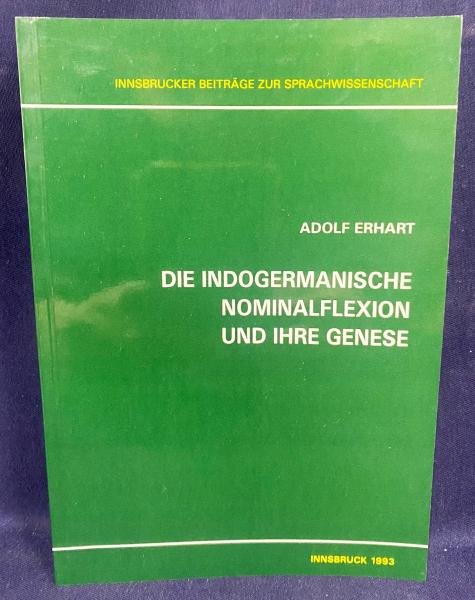 INNSBRUCKER BEITRÄGE ZUR SPRACHWISSENSCHAFT
ADOLF ERHART
DIE INDOGERMANISCHE
NOMINALFLEXION
UND IHRE GENESE
INNSBRUCK 1993